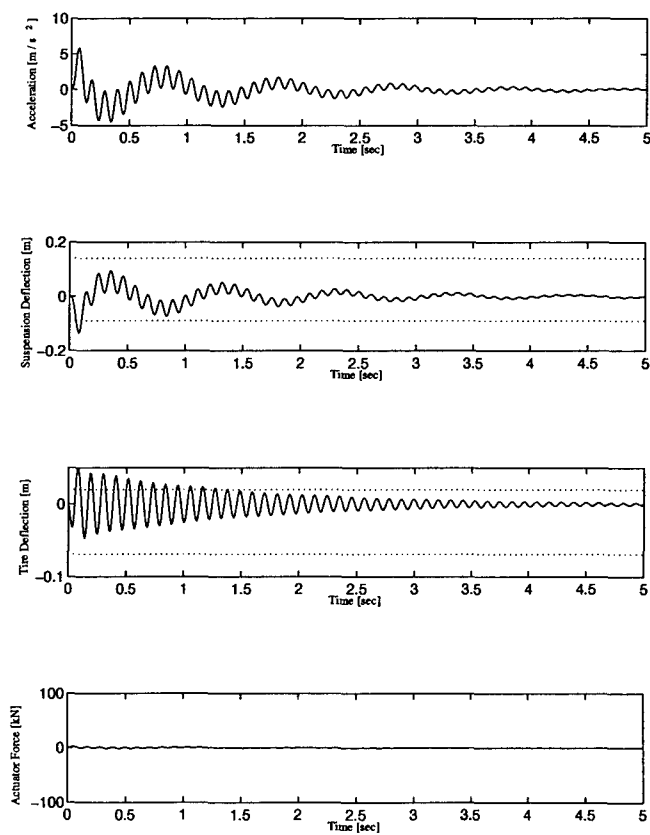 Acceleration [m / s ²]
10
5
0
−5
0 0.5 1 1.5 2 2.5 3 3.5 4 4.5 5
Time [sec]
Suspension Deflection [m]
0.2
0
−0.2
0 0.5 1 1.5 2 2.5 3 3.5 4 4.5 5
Time [sec]
Tire Deflection [m]
0
−0.1
0 0.5 1 1.5 2 2.5 3 3.5 4 4.5 5
Time [sec]
Actuator Force [kN]
100
0
−100
0 0.5 1 1.5 2 2.5 3 3.5 4 4.5 5
Time [sec]